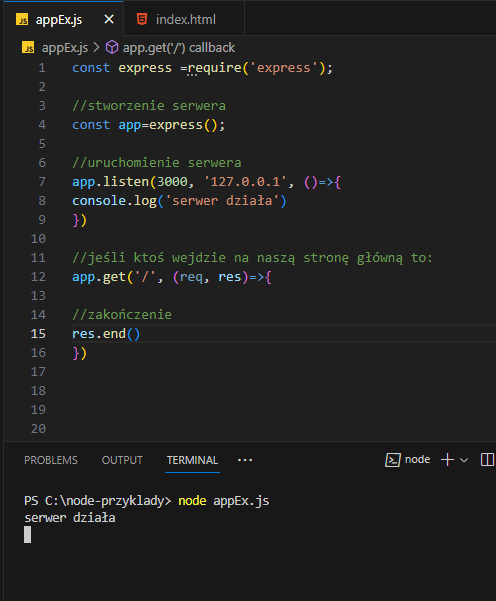 JS appEx.js × index.html
JS appEx.js > app.get('/') callback
1 const express =require('express');
2
3 //stworzenie serwera
4 const app=express();
5
6 //uruchomienie serwera
7 app.listen(3000, '127.0.0.1', ()=>{
8 console.log('serwer działa')
9 })
10
11 //jeśli ktoś wejdzie na naszą stronę główną to:
12 app.get('/', (req, res)=>{
13
14 //zakończenie
15 res.end()
16 })
17
18
19
20
PROBLEMS OUTPUT TERMINAL ··· node
PS C:\node-przyklady> node appEx.js
serwer działa